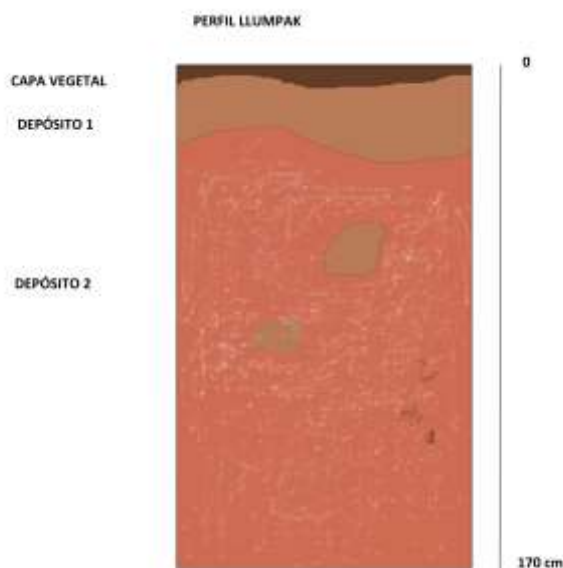 PERFIL LLUMPAK
0
CAPA VEGETAL
DEPÓSITO 1
DEPÓSITO 2
170 cm